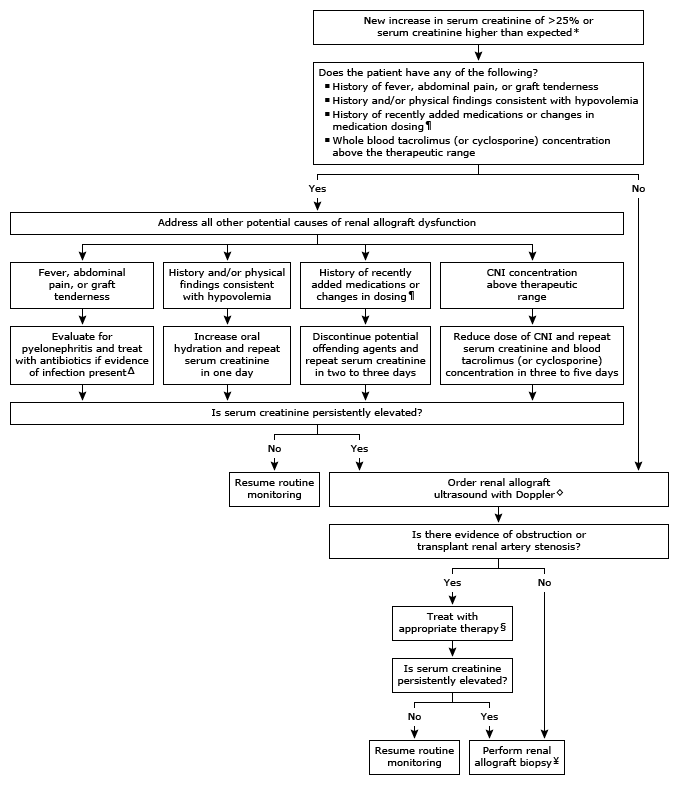 New increase in serum creatinine of >25% or
serum creatinine higher than expected*
Does the patient have any of the following?
▪ History of fever, abdominal pain, or graft tenderness
▪ History and/or physical findings consistent with hypovolemia
▪ History of recently added medications or changes in
medication dosing¶
▪ Whole blood tacrolimus (or cyclosporine) concentration
above the therapeutic range
Yes
No
Address all other potential causes of renal allograft dysfunction
Fever, abdominal
pain, or graft
tenderness
History and/or physical
findings consistent
with hypovolemia
History of recently
added medications or
changes in dosing¶
CNI concentration
above therapeutic
range
Evaluate for
pyelonephritis and treat
with antibiotics if evidence
of infection present Δ
Increase oral
hydration and repeat
serum creatinine
in one day
Discontinue potential
offending agents and
repeat serum creatinine
in two to three days
Reduce dose of CNI and repeat
serum creatinine and blood
tacrolimus (or cyclosporine)
concentration in three to five days
Is serum creatinine persistently elevated?
No
Yes
Resume routine
monitoring
Order renal allograft
ultrasound with Doppler◇
Is there evidence of obstruction or
transplant renal artery stenosis?
Yes
No
Treat with
appropriate therapy§
Is serum creatinine
persistently elevated?
No
Yes
Resume routine
monitoring
Perform renal
allograft biopsy¥